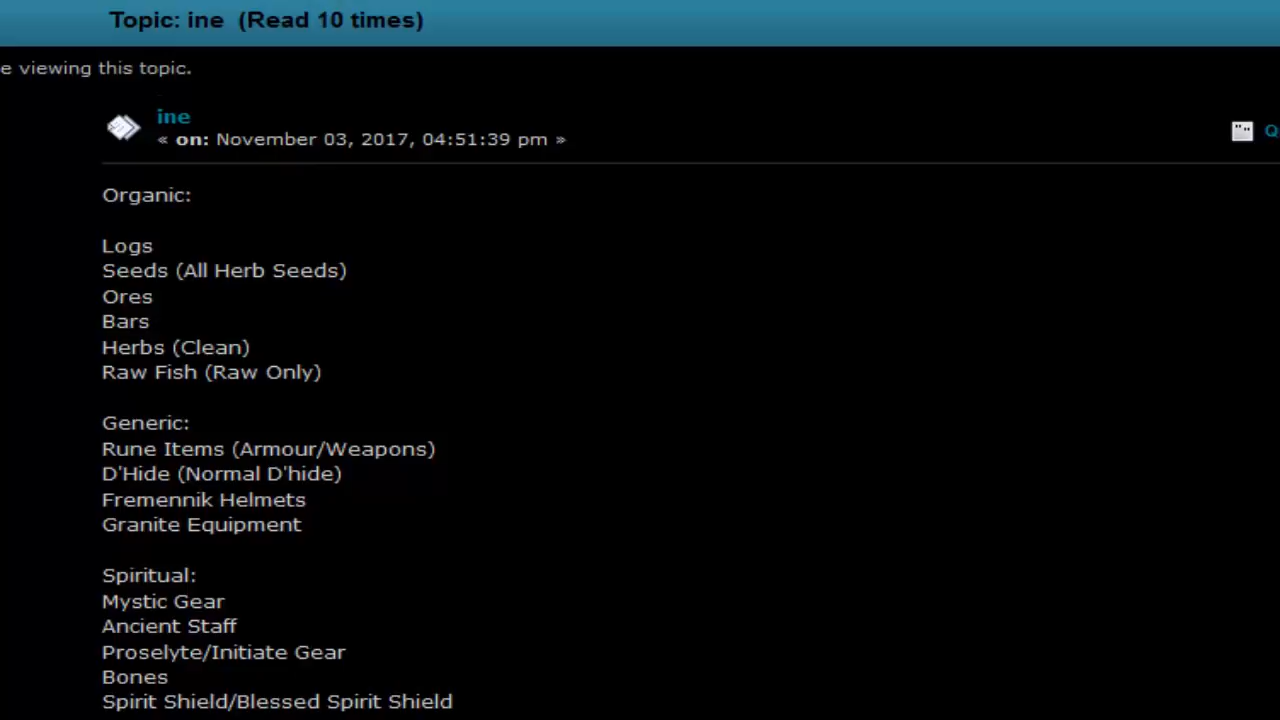 Topic: ine (Read 10 times)
e viewing this topic.
ine
« on: November 03, 2017, 04:51:39 pm »
Q
Organic:
Logs
Seeds (All Herb Seeds)
Ores
Bars
Herbs (Clean)
Raw Fish (Raw Only)
Generic:
Rune Items (Armour/Weapons)
D'Hide (Normal D'hide)
Fremennik Helmets
Granite Equipment
Spiritual:
Mystic Gear
Ancient Staff
Proselyte/Initiate Gear
Bones
Spirit Shield/Blessed Spirit Shield